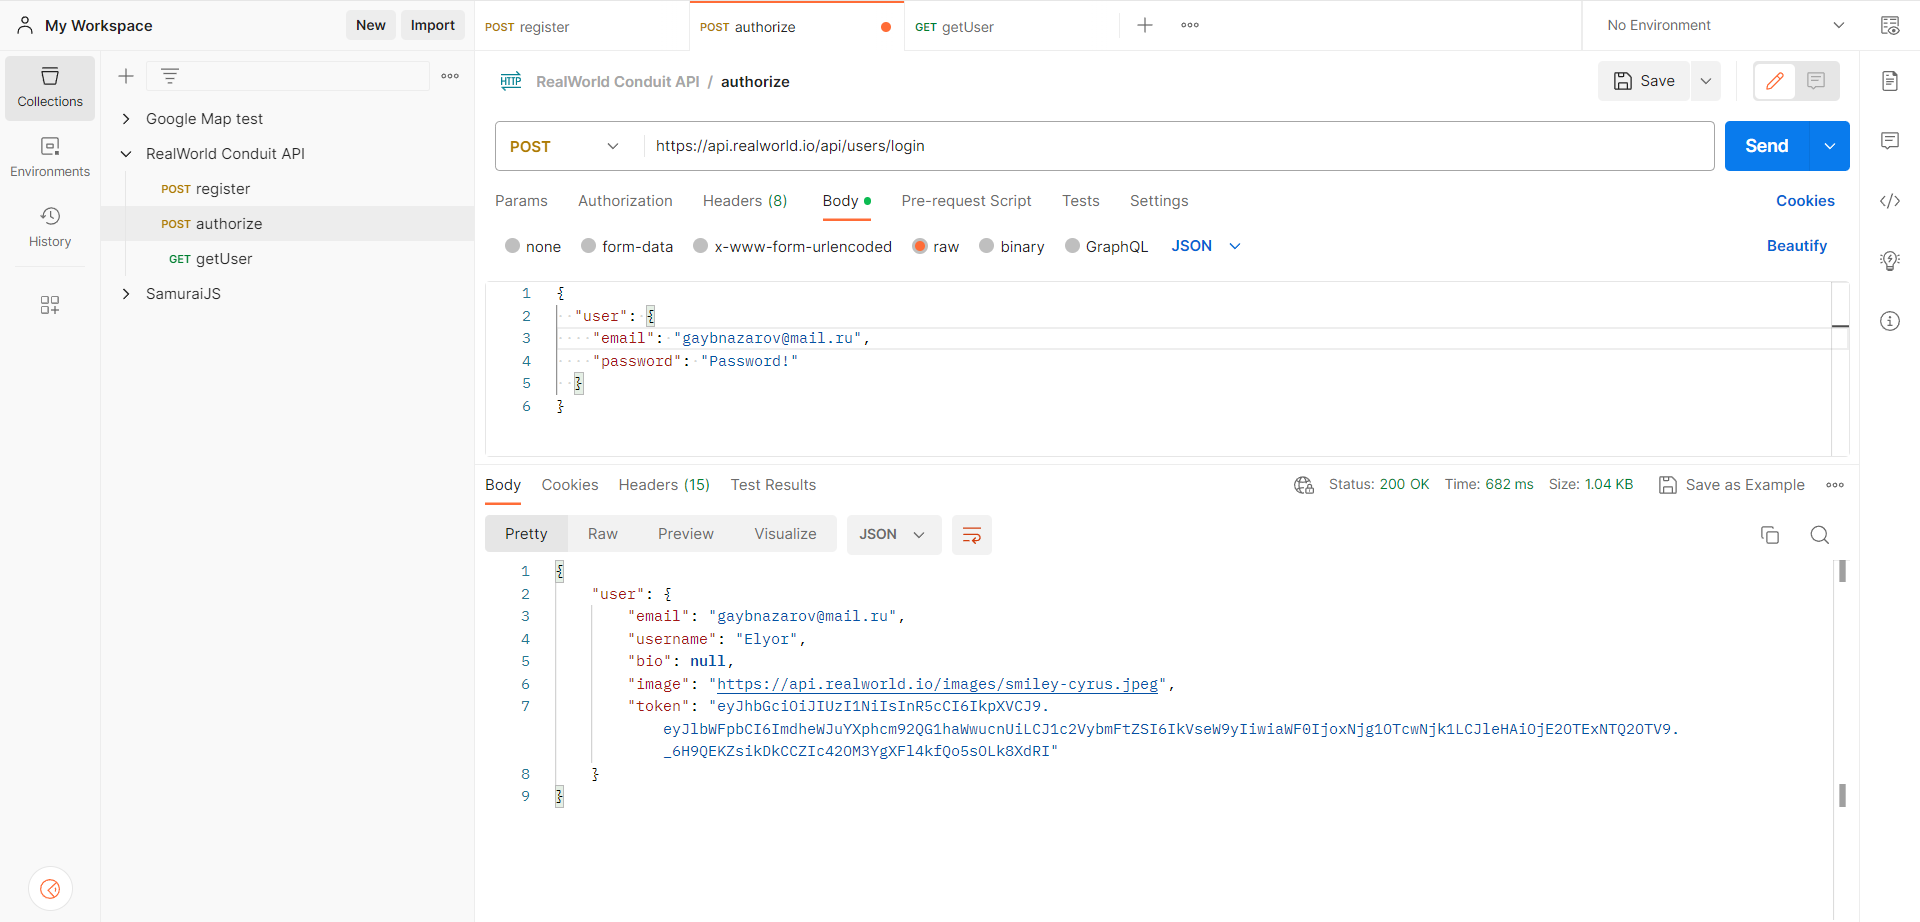 My Workspace
New
Import
POST register
POST authorize
GET getUser
No Environment
Collections
Environments
History
Google Map test
RealWorld Conduit API
POST register
POST authorize
GET getUser
SamuraiJS
HTTP RealWorld Conduit API / authorize
Save
POST
https://api.realworld.io/api/users/login
Send
Params Authorization Headers (8) Body Pre-request Script Tests Settings
Cookies
none form-data x-www-form-urlencoded raw binary GraphQL JSON
Beautify
1 {
2 "user": {
3 "email": "gaybnazarov@mail.ru",
4 "password": "Password!"
5 }
6 }
Body Cookies Headers (15) Test Results
Status: 200 OK Time: 682 ms Size: 1.04 KB Save as Example
Pretty Raw Preview Visualize JSON
1 {
2 "user": {
3 "email": "gaybnazarov@mail.ru",
4 "username": "Elyor",
5 "bio": null,
6 "image": "https://api.realworld.io/images/smiley-cyrus.jpeg",
7 "token": "eyJhbGciOiJIUzI1NiIsInR5cCI6IkpXVCJ9.
eyJlbWFpbCI6ImdheWJuYXphcm92QG1haWwucnUiLCJ1c2VybmFtZSI6IkVseW9yIiwiaWF0IjoxNjg1OTcwNjk1LCJleHAiOjE2OTExNTQ2OTV9.
_6H9QEKZsikDkCCZIc42OM3YgXFl4kfQo5sOLk8XdRI"
8 }
9 }